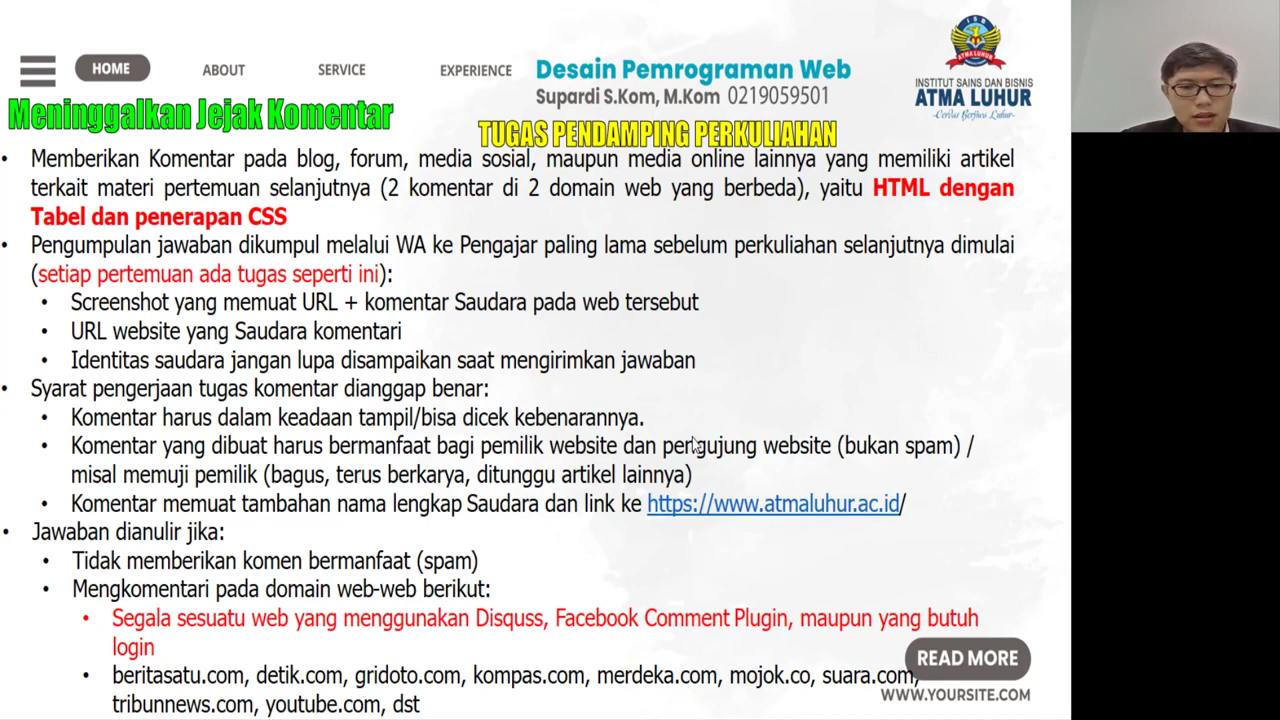 HOME
ABOUT
SERVICE
EXPERIENCE
Desain Pemrograman Web
Supardi S.Kom, M.Kom 0219059501
ISB
ATMA LUHUR
INSTITUT SAINS DAN BISNIS
ATMA LUHUR
-Cerdas Berjiwa Luhur-
Meninggalkan Jejak Komentar
TUGAS PENDAMPING PERKULIAHAN
• Memberikan Komentar pada blog, forum, media sosial, maupun media online lainnya yang memiliki artikel
terkait materi pertemuan selanjutnya (2 komentar di 2 domain web yang berbeda), yaitu HTML dengan
Tabel dan penerapan CSS
• Pengumpulan jawaban dikumpul melalui WA ke Pengajar paling lama sebelum perkuliahan selanjutnya dimulai
(setiap pertemuan ada tugas seperti ini):
• Screenshot yang memuat URL + komentar Saudara pada web tersebut
• URL website yang Saudara komentari
• Identitas saudara jangan lupa disampaikan saat mengirimkan jawaban
• Syarat pengerjaan tugas komentar dianggap benar:
• Komentar harus dalam keadaan tampil/bisa dicek kebenarannya.
• Komentar yang dibuat harus bermanfaat bagi pemilik website dan pengujung website (bukan spam) /
misal memuji pemilik (bagus, terus berkarya, ditunggu artikel lainnya)
• Komentar memuat tambahan nama lengkap Saudara dan link ke https://www.atmaluhur.ac.id/
• Jawaban dianulir jika:
• Tidak memberikan komen bermanfaat (spam)
• Mengkomentari pada domain web-web berikut:
• Segala sesuatu web yang menggunakan Disquss, Facebook Comment Plugin, maupun yang butuh
login
• beritasatu.com, detik.com, gridoto.com, kompas.com, merdeka.com, mojok.co, suara.com,
tribunnews.com, youtube.com, dst
READ MORE
WWW.YOURSITE.COM